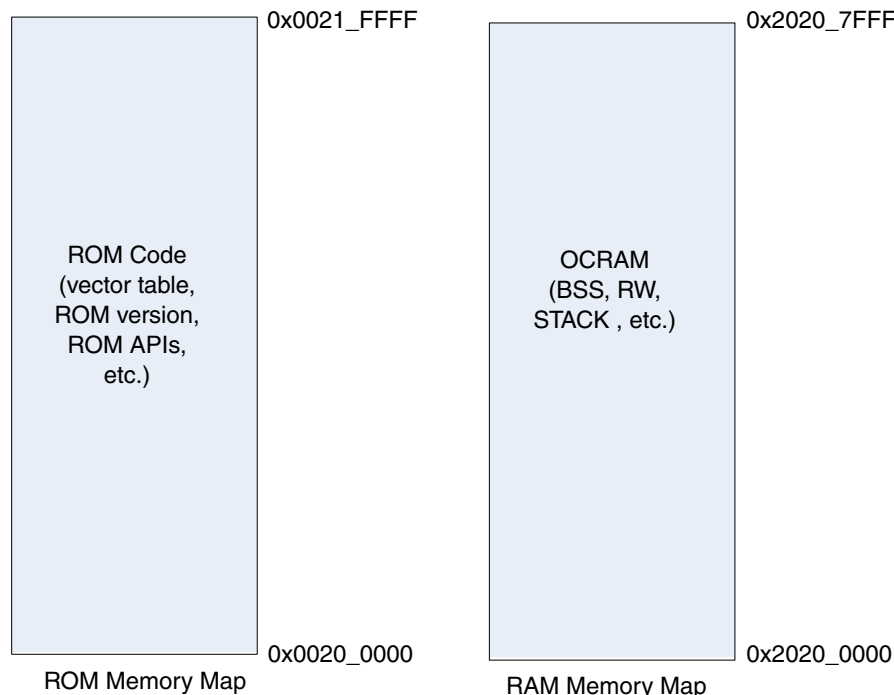 0x0021_FFFF
ROM Code
(vector table,
ROM version,
ROM APIs,
etc.)
0x0020_0000
ROM Memory Map
0x2020_7FFF
OCRAM
(BSS, RW,
STACK , etc.)
0x2020_0000
RAM Memory Map